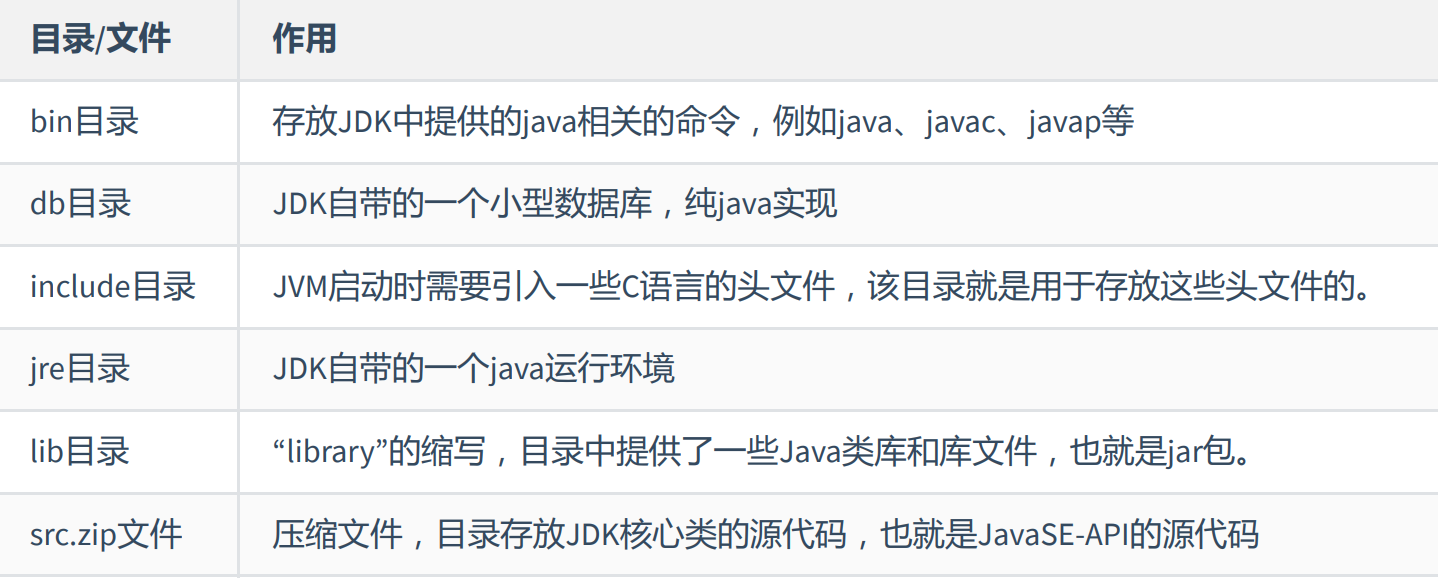 目录/文件 作用
bin目录 存放JDK中提供的java相关的命令，例如java、javac、javap等
db目录 JDK自带的一个小型数据库，纯java实现
include目录 JVM启动时需要引入一些C语言的头文件，该目录就是用于存放这些头文件的。
jre目录 JDK自带的一个java运行环境
lib目录 “library”的缩写，目录中提供了一些Java类库和库文件，也就是jar包。
src.zip文件 压缩文件，目录存放JDK核心类的源代码，也就是JavaSE-API的源代码